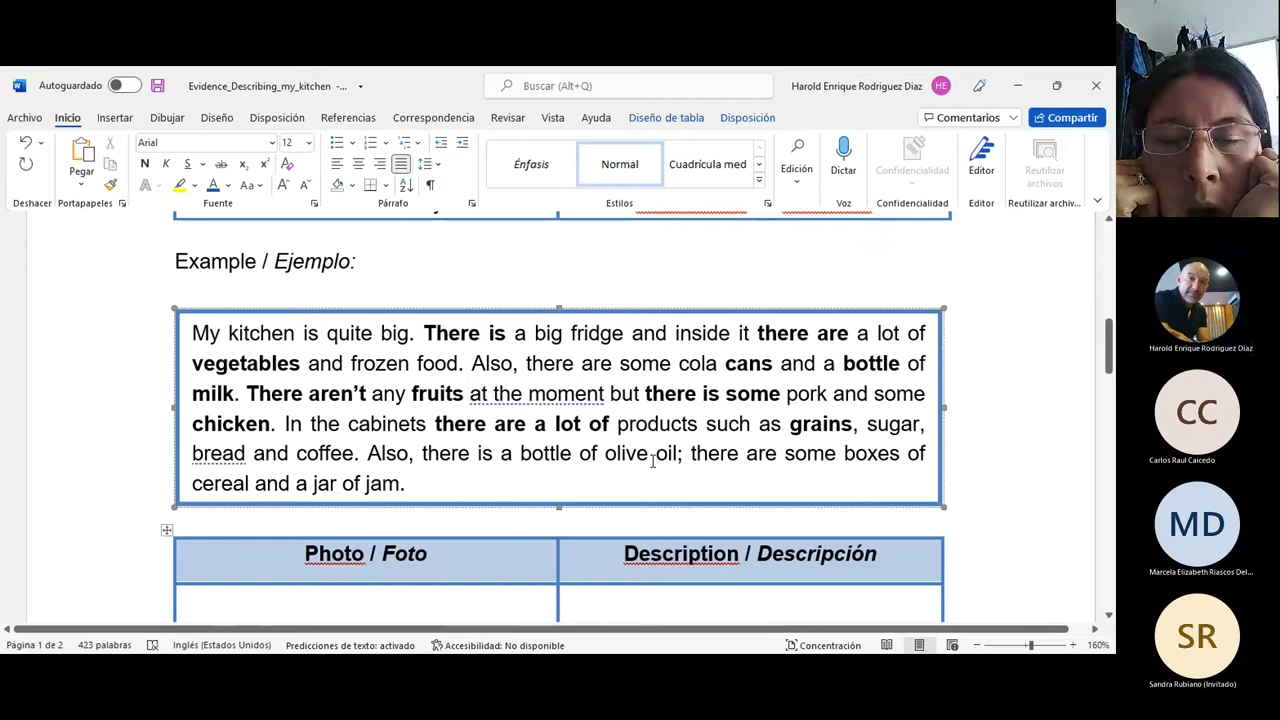 Autoguardado
Evidence_Describing_my_kitchen -...
Buscar (Alt+Q)
Harold Enrique Rodriguez Diaz
HE
Archivo Inicio Insertar Dibujar Diseño Disposición Referencias Correspondencia Revisar Vista Ayuda Diseño de tabla Disposición
Comentarios
Compartir
Arial
12
Énfasis
Normal
Cuadrícula med
Pegar
Edición
Dictar
Confidencialidad
Editor
Reutilizar archivos
Deshacer
Portapapeles
Fuente
Párrafo
Estilos
Voz
Confidencialidad
Editor
Reutilizar archiv...
Example / Ejemplo:
My kitchen is quite big. There is a big fridge and inside it there are a lot of
vegetables and frozen food. Also, there are some cola cans and a bottle of
milk. There aren’t any fruits at the moment but there is some pork and some
chicken. In the cabinets there are a lot of products such as grains, sugar,
bread and coffee. Also, there is a bottle of olive oil; there are some boxes of
cereal and a jar of jam.
Photo / Foto
Description / Descripción
Página 1 de 2
423 palabras
Inglés (Estados Unidos)
Predicciones de texto: activado
Accesibilidad: No disponible
Concentración
160%
Harold Enrique Rodriguez Diaz
CC
Carlos Raul Caicedo
MD
Marcela Elizabeth Riascos Del...
SR
Sandra Rubiano (Invitado)